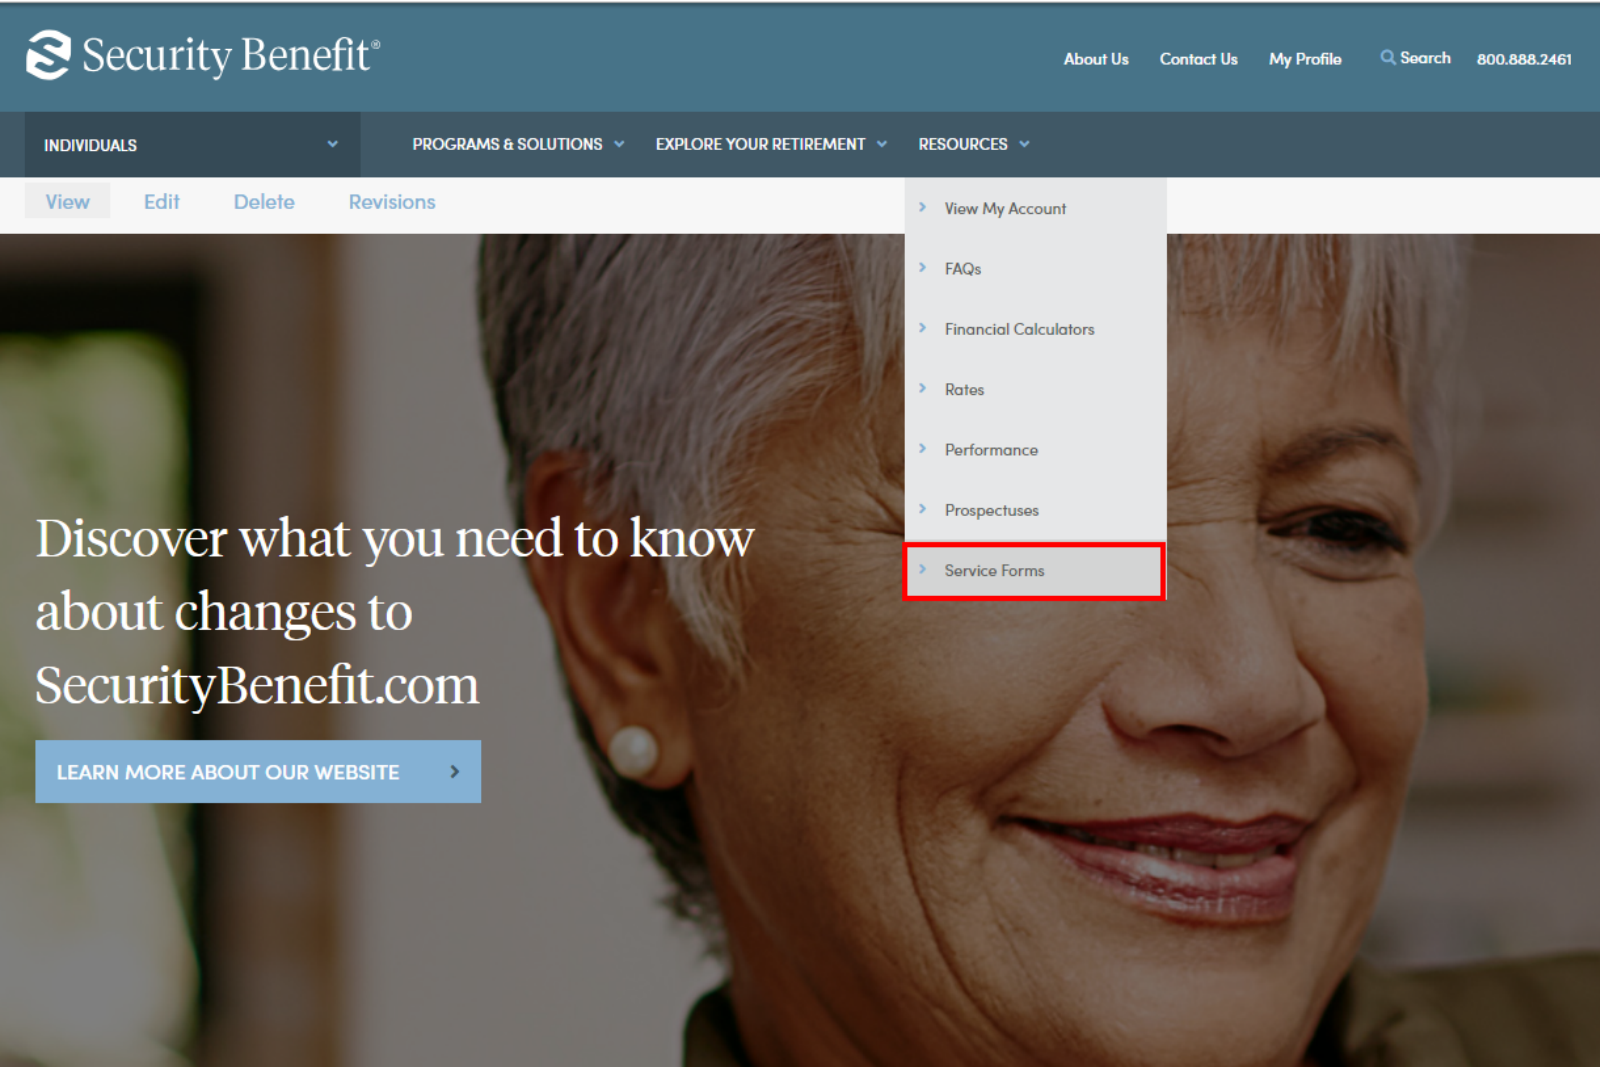 Security Benefit®
About Us Contact Us My Profile Search 800.888.2461
INDIVIDUALS PROGRAMS & SOLUTIONS EXPLORE YOUR RETIREMENT RESOURCES
View Edit Delete Revisions
View My Account
FAQs
Financial Calculators
Rates
Performance
Prospectuses
Service Forms
Discover what you need to know
about changes to
SecurityBenefit.com
LEARN MORE ABOUT OUR WEBSITE